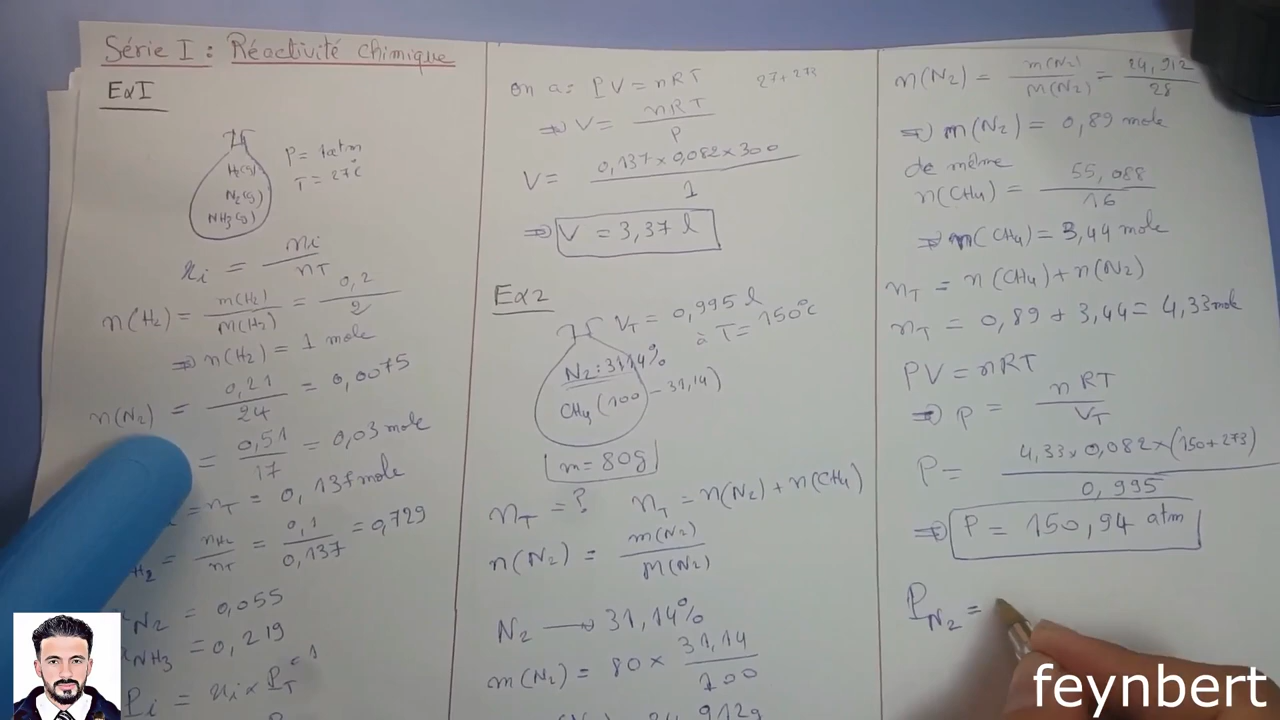 Série I : Réactivité chimique
ExI
P = 1atm
T = 27°C
H2(g)
N2(g)
NH3(g)
xi = ni / nT
n(H2) = m(H2) / M(H2) = 0,2 / 2
⇒ n(H2) = 1 mole
n(N2) = 0,21 / 24 = 0,0075
= 0,51 / 17 = 0,03 mole
= nT = 0,137 mole
H2 = nH2 / nT = 0,1 / 0,137 = 0,729
N2 = 0,055
NH3 = 0,219
Pi = xi × PT
on a: PV = nRT
27+273
⇒ V = nRT / P
V = 0,137 × 0,082 × 300 / 1
⇒ V = 3,37 l
Ex2
VT = 0,995 l
à T = 150°C
N2 : 31,14%
CH4 (100 - 31,14)
m = 80g
nT = ? nT = n(N2) + n(CH4)
n(N2) = m(N2) / M(N2)
N2 → 31,14%
m(N2) = 80 × 31,14 / 100
n(N2) = m(N2) / M(N2) = 24,912 / 28
⇒ n(N2) = 0,89 mole
de même
n(CH4) = 55,088 / 16
⇒ n(CH4) = 3,44 mole
nT = n(CH4) + n(N2)
nT = 0,89 + 3,44 = 4,33 mole
PV = nRT
⇒ P = nRT / VT
P = 4,33 × 0,082 × (150+273) / 0,995
⇒ P = 150,94 atm
PN2 =
feynbert